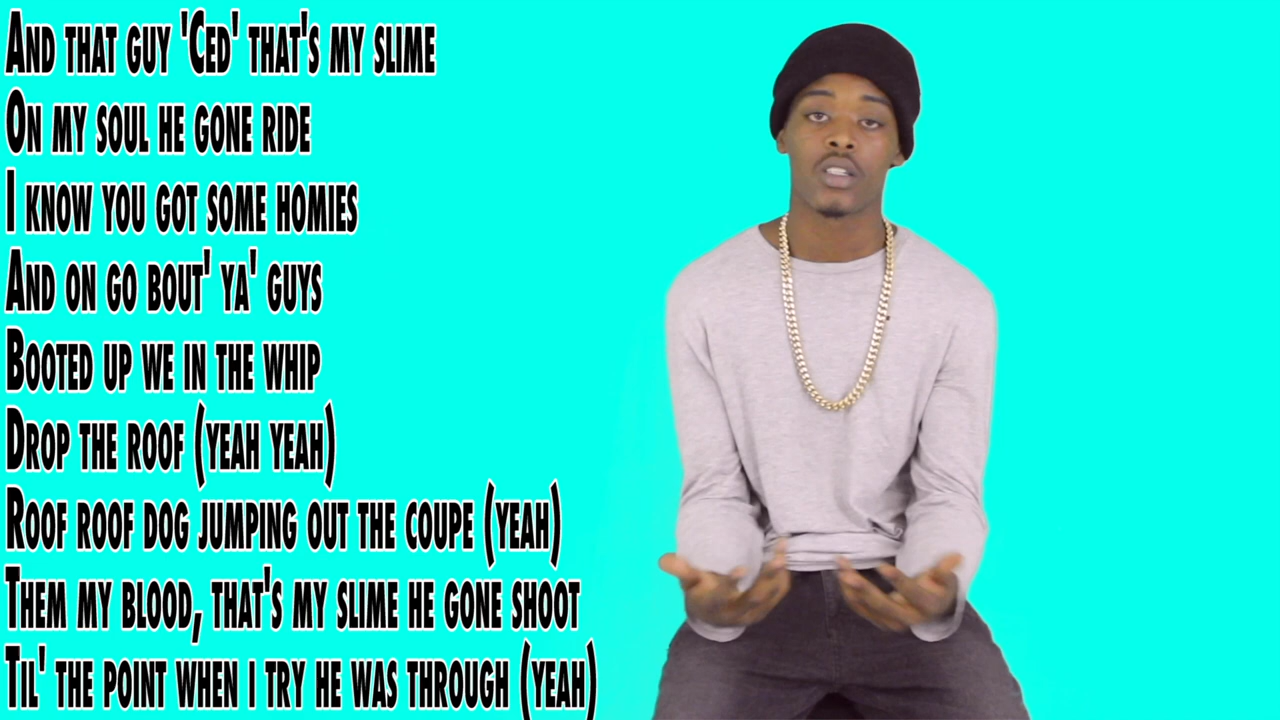 And that guy 'Ced' that's my slime
On my soul he gone ride
I know you got some homies
And on go bout' ya' guys
Booted up we in the whip
Drop the roof (yeah yeah)
Roof roof dog jumping out the coupe (yeah)
Them my blood, that's my slime he gone shoot
Til' the point when i try he was through (yeah)